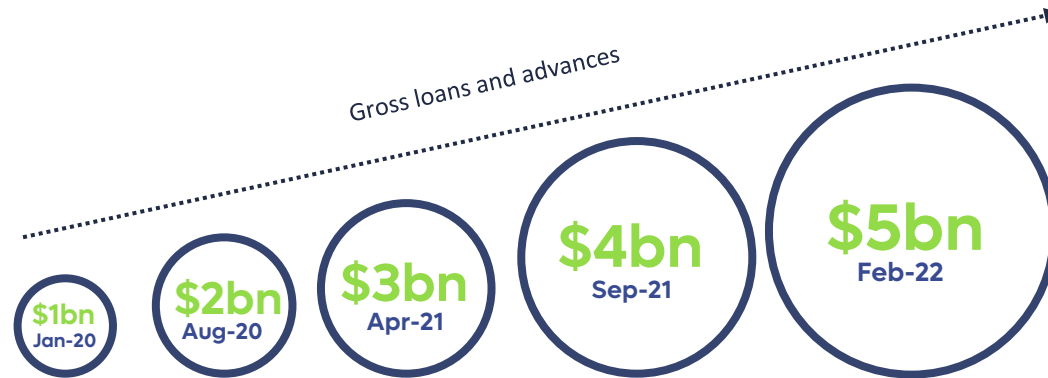 Gross loans and advances
$1bn
Jan-20
$2bn
Aug-20
$3bn
Apr-21
$4bn
Sep-21
$5bn
Feb-22